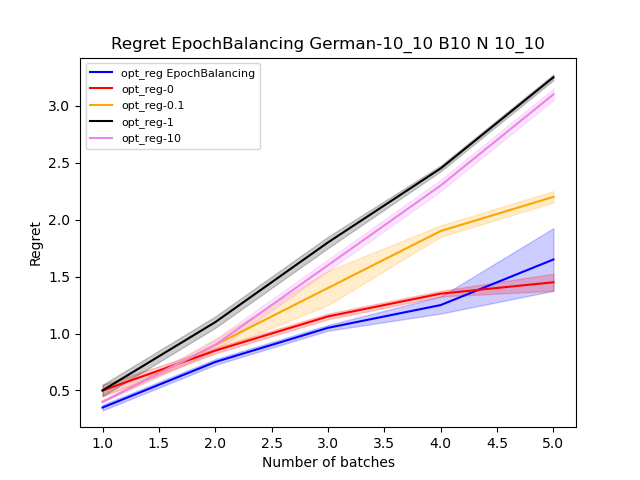 Regret EpochBalancing German-10_10 B10 N 10_10
opt_reg EpochBalancing
opt_reg-0
opt_reg-0.1
opt_reg-1
opt_reg-10
Regret
3.0
2.5
2.0
1.5
1.0
0.5
1.0 1.5 2.0 2.5 3.0 3.5 4.0 4.5 5.0
Number of batches